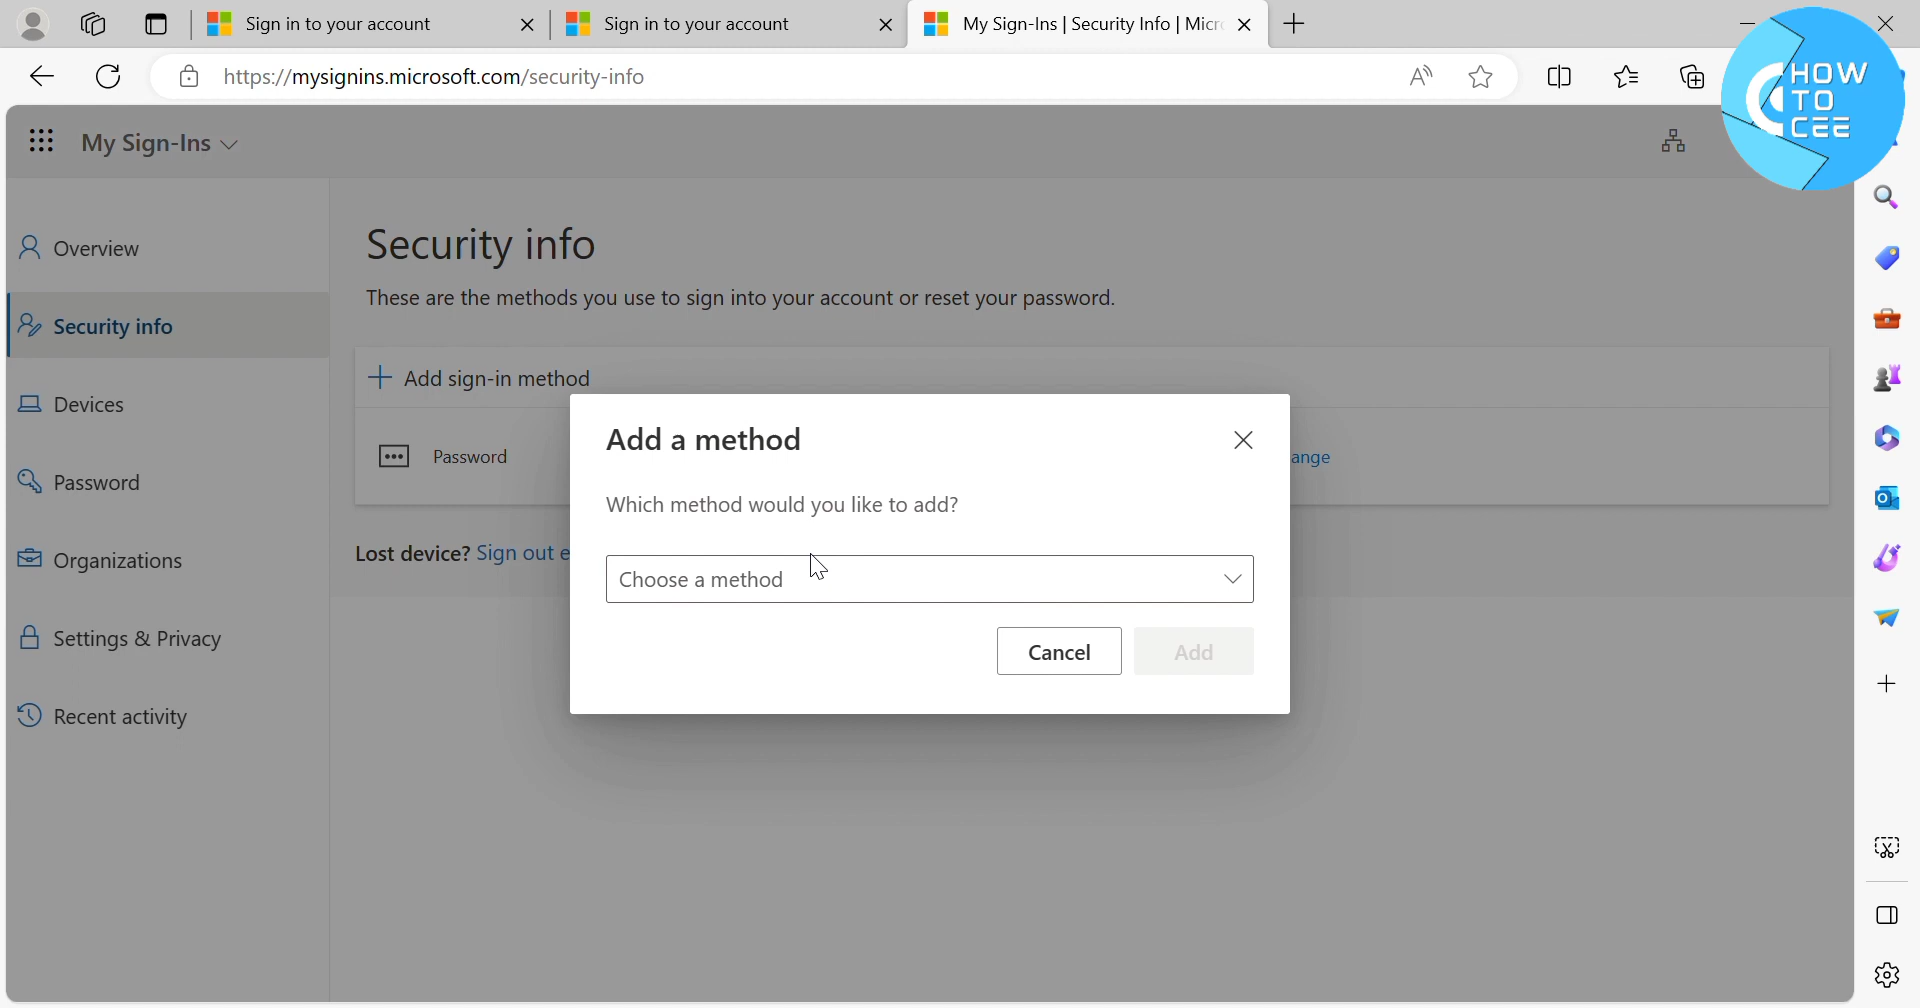 Sign in to your account
Sign in to your account
My Sign-Ins | Security Info | Micr
https://mysignins.microsoft.com/security-info
HOW
TO
CEE
My Sign-Ins
Overview
Security info
Devices
Password
Organizations
Settings & Privacy
Recent activity
Security info
These are the methods you use to sign into your account or reset your password.
Add sign-in method
Password
ange
Lost device? Sign out e
Add a method
Which method would you like to add?
Choose a method
Cancel
Add